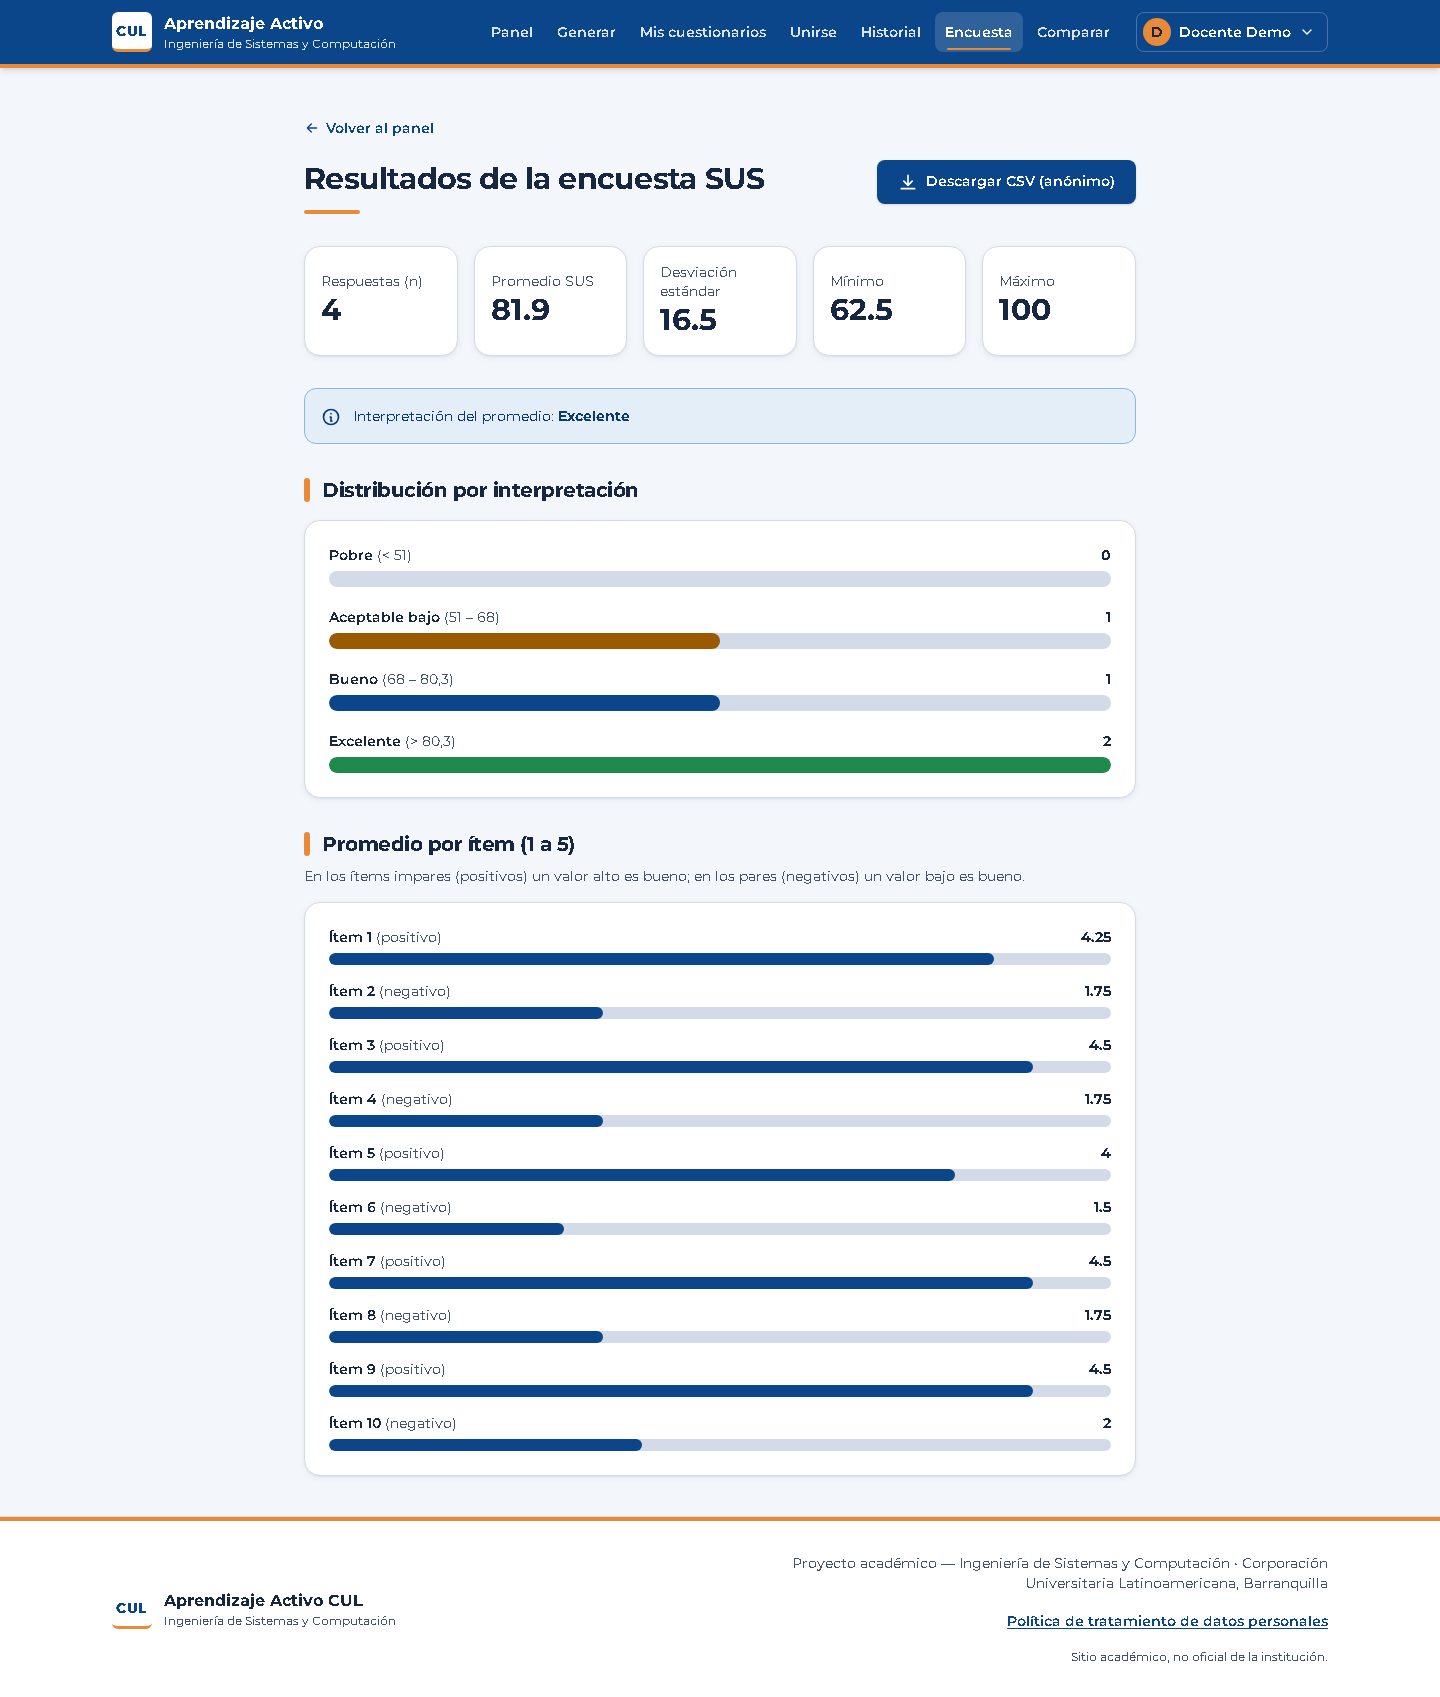 CUL
Aprendizaje Activo
Ingeniería de Sistemas y Computación
Panel
Generar
Mis cuestionarios
Unirse
Historial
Encuesta
Comparar
D
Docente Demo
← Volver al panel
Resultados de la encuesta SUS
Descargar CSV (anónimo)
Respuestas (n)
4
Promedio SUS
81.9
Desviación
estándar
16.5
Mínimo
62.5
Máximo
100
Interpretación del promedio: Excelente
Distribución por interpretación
Pobre (< 51)
0
Aceptable bajo (51 – 68)
1
Bueno (68 – 80,3)
1
Excelente (> 80,3)
2
Promedio por ítem (1 a 5)
En los ítems impares (positivos) un valor alto es bueno; en los pares (negativos) un valor bajo es bueno.
Ítem 1 (positivo)
4.25
Ítem 2 (negativo)
1.75
Ítem 3 (positivo)
4.5
Ítem 4 (negativo)
1.75
Ítem 5 (positivo)
4
Ítem 6 (negativo)
1.5
Ítem 7 (positivo)
4.5
Ítem 8 (negativo)
1.75
Ítem 9 (positivo)
4.5
Ítem 10 (negativo)
2
CUL
Aprendizaje Activo CUL
Ingeniería de Sistemas y Computación
Proyecto académico — Ingeniería de Sistemas y Computación · Corporación
Universitaria Latinoamericana, Barranquilla
Política de tratamiento de datos personales
Sitio académico, no oficial de la institución.